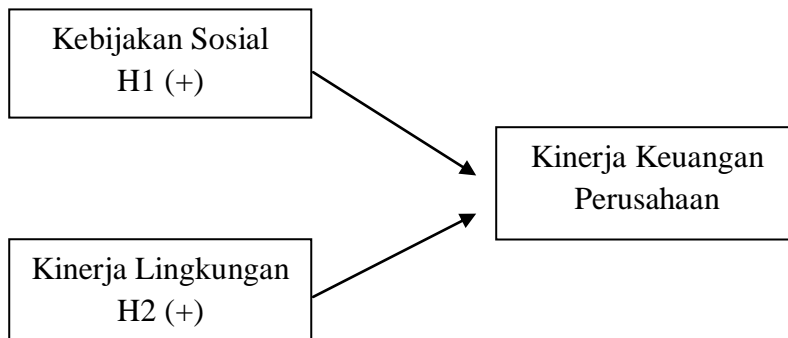 Kebijakan Sosial
H1 (+)
Kinerja Keuangan
Perusahaan
Kinerja Lingkungan
H2 (+)